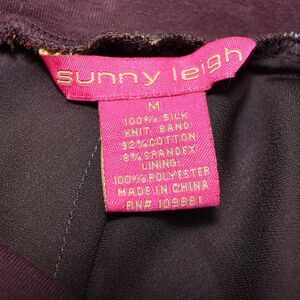 sunny leigh
M
100% SILK
KNIT BAND
92% COTTON
8% SPANDEX
LINING:
100% POLYESTER
MADE IN CHINA
RN# 109881